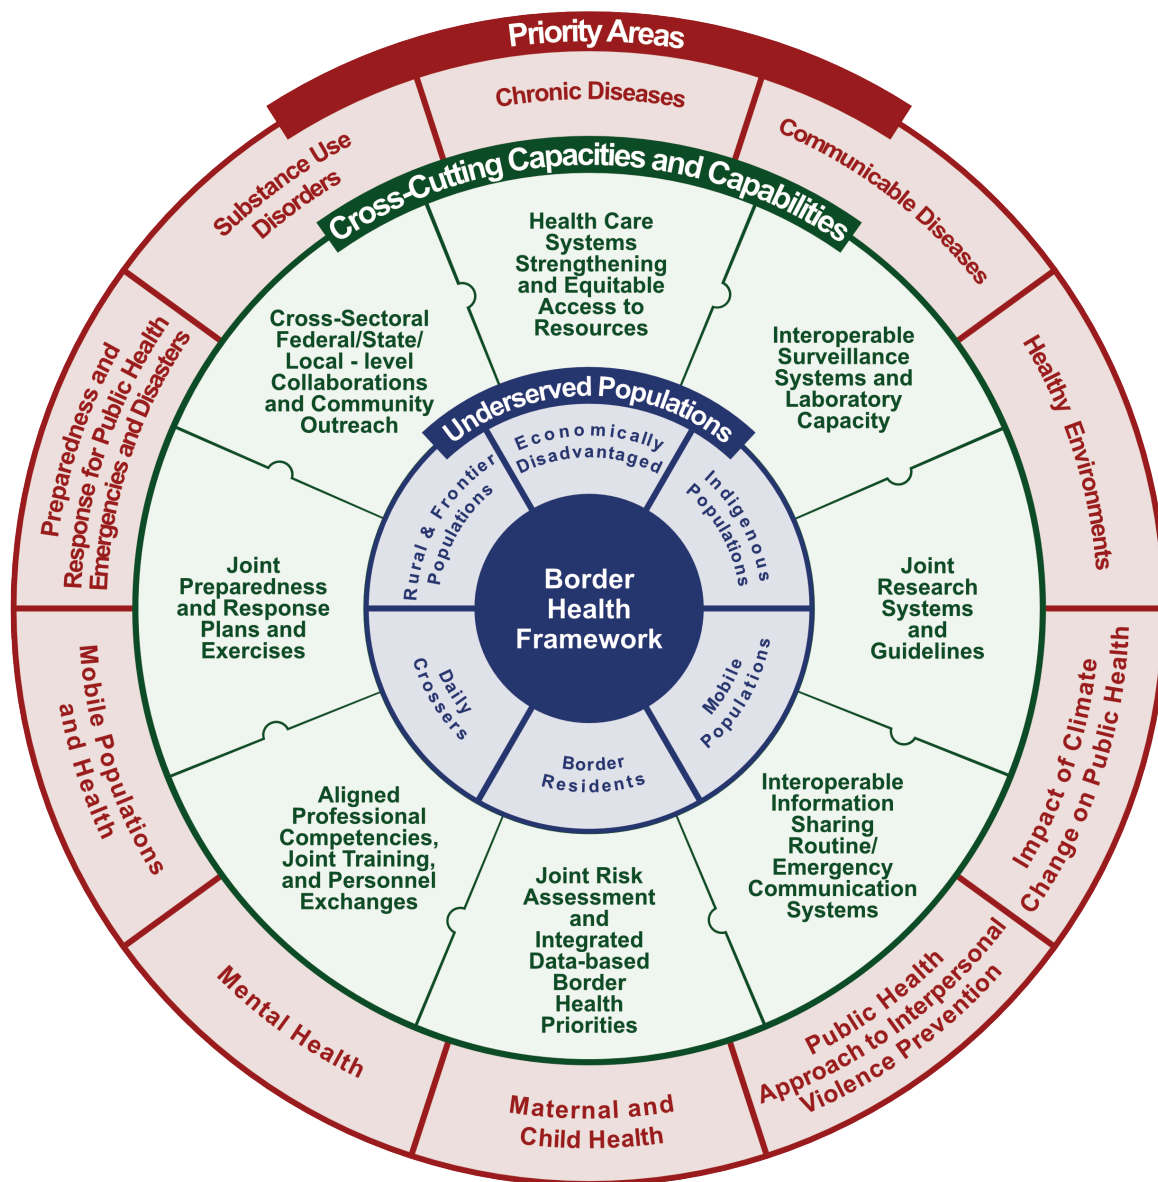 Priority Areas
Chronic Diseases
Communicable Diseases
Healthy Environments
Impact of Climate
Change on Public Health
Public Health
Approach to Interpersonal
Violence Prevention
Maternal and
Child Health
Mental Health
Mobile Populations
and Health
Preparedness and
Response for Public Health
Emergencies and Disasters
Substance Use
Disorders
Cross-Cutting Capacities and Capabilities
Health Care
Systems
Strengthening
and Equitable
Access to
Resources
Interoperable
Surveillance
Systems and
Laboratory
Capacity
Joint
Research
Systems
and
Guidelines
Interoperable
Information
Sharing
Routine/
Emergency
Communication
Systems
Joint Risk
Assessment
and
Integrated
Data-based
Border
Health
Priorities
Aligned
Professional
Competencies,
Joint Training,
and Personnel
Exchanges
Joint
Preparedness
and Response
Plans and
Exercises
Cross-Sectoral
Federal/State/
Local - level
Collaborations
and Community
Outreach
Underserved Populations
Economically
Disadvantaged
Indigenous
Populations
Mobile
Populations
Border
Residents
Daily
Crossers
Rural & Frontier
Populations
Border
Health
Framework